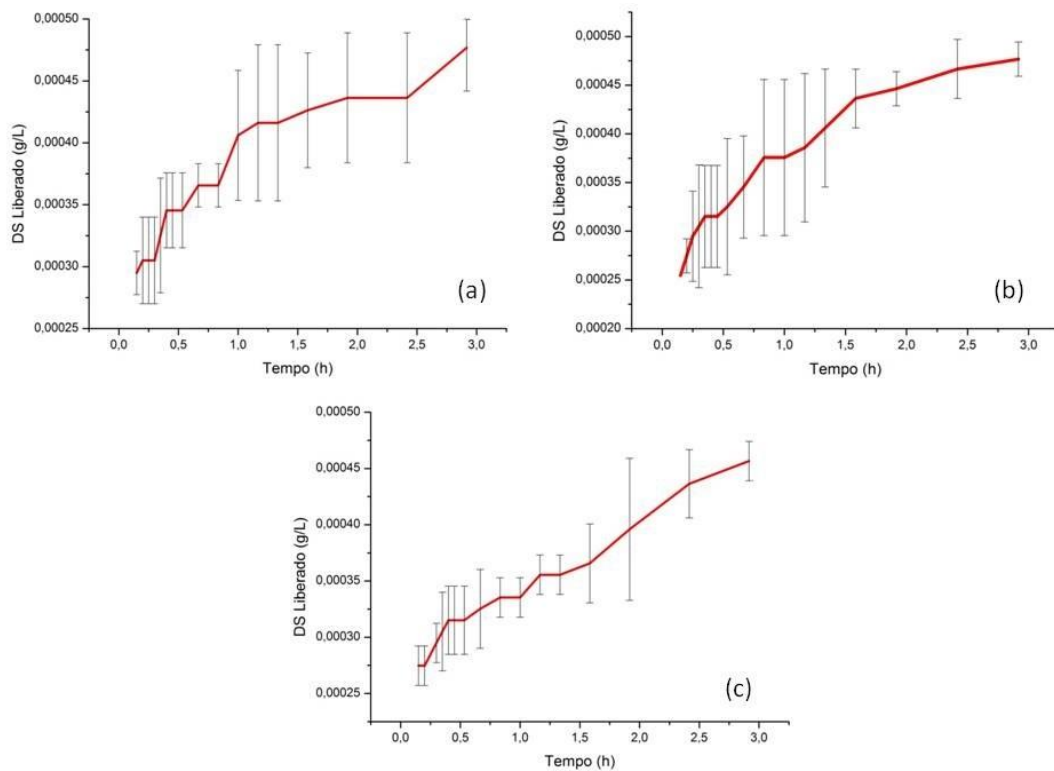 0,00050
0,00045
0,00040
0,00035
0,00030
0,00025
DS Liberado (g/L)
(a)
0,0 0,5 1,0 1,5 2,0 2,5 3,0
Tempo (h)
0,00050
0,00045
0,00040
0,00035
0,00030
0,00025
0,00020
DS Liberado (g/L)
(b)
0,0 0,5 1,0 1,5 2,0 2,5 3,0
Tempo (h)
0,00050
0,00045
0,00040
0,00035
0,00030
0,00025
DS Liberado (g/L)
(c)
0,0 0,5 1,0 1,5 2,0 2,5 3,0
Tempo (h)